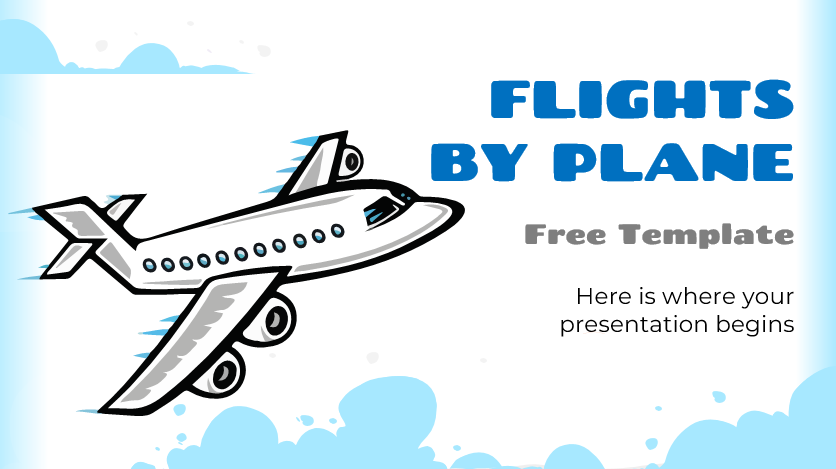 FLIGHTS
BY PLANE
Free Template
Here is where your
presentation begins